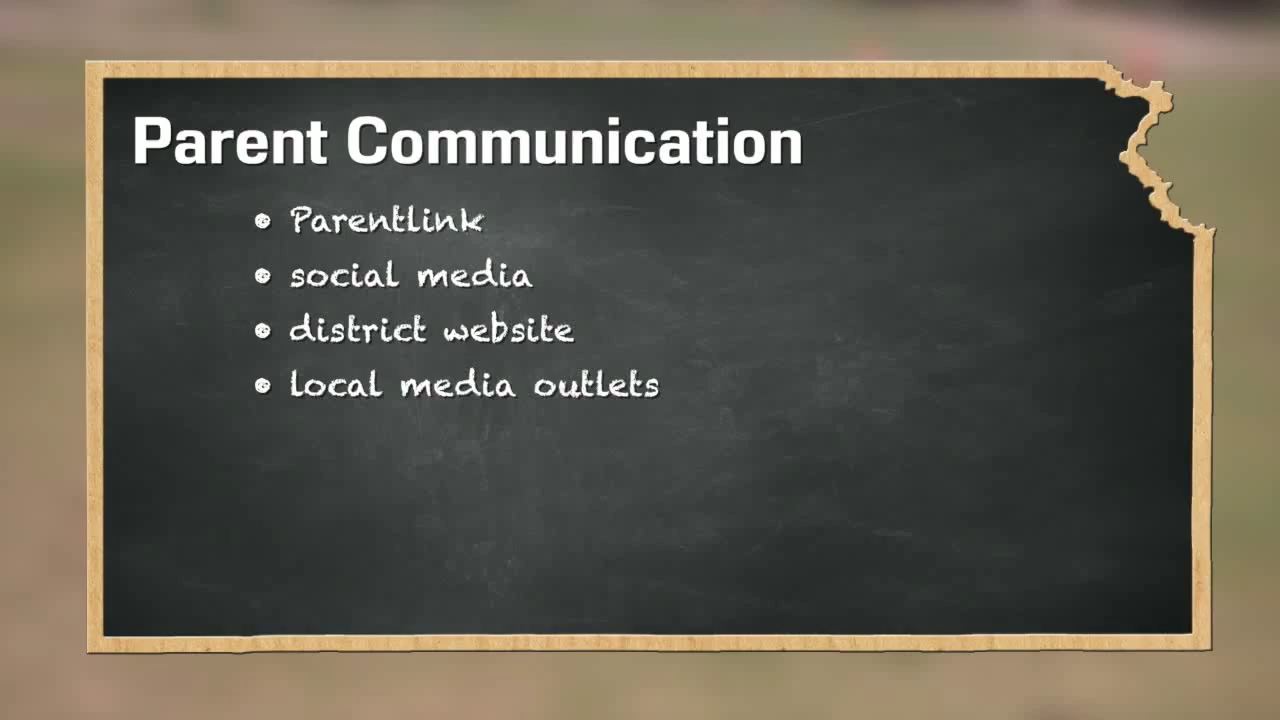 Parent Communication
• Parentlink
• social media
• district website
• local media outlets